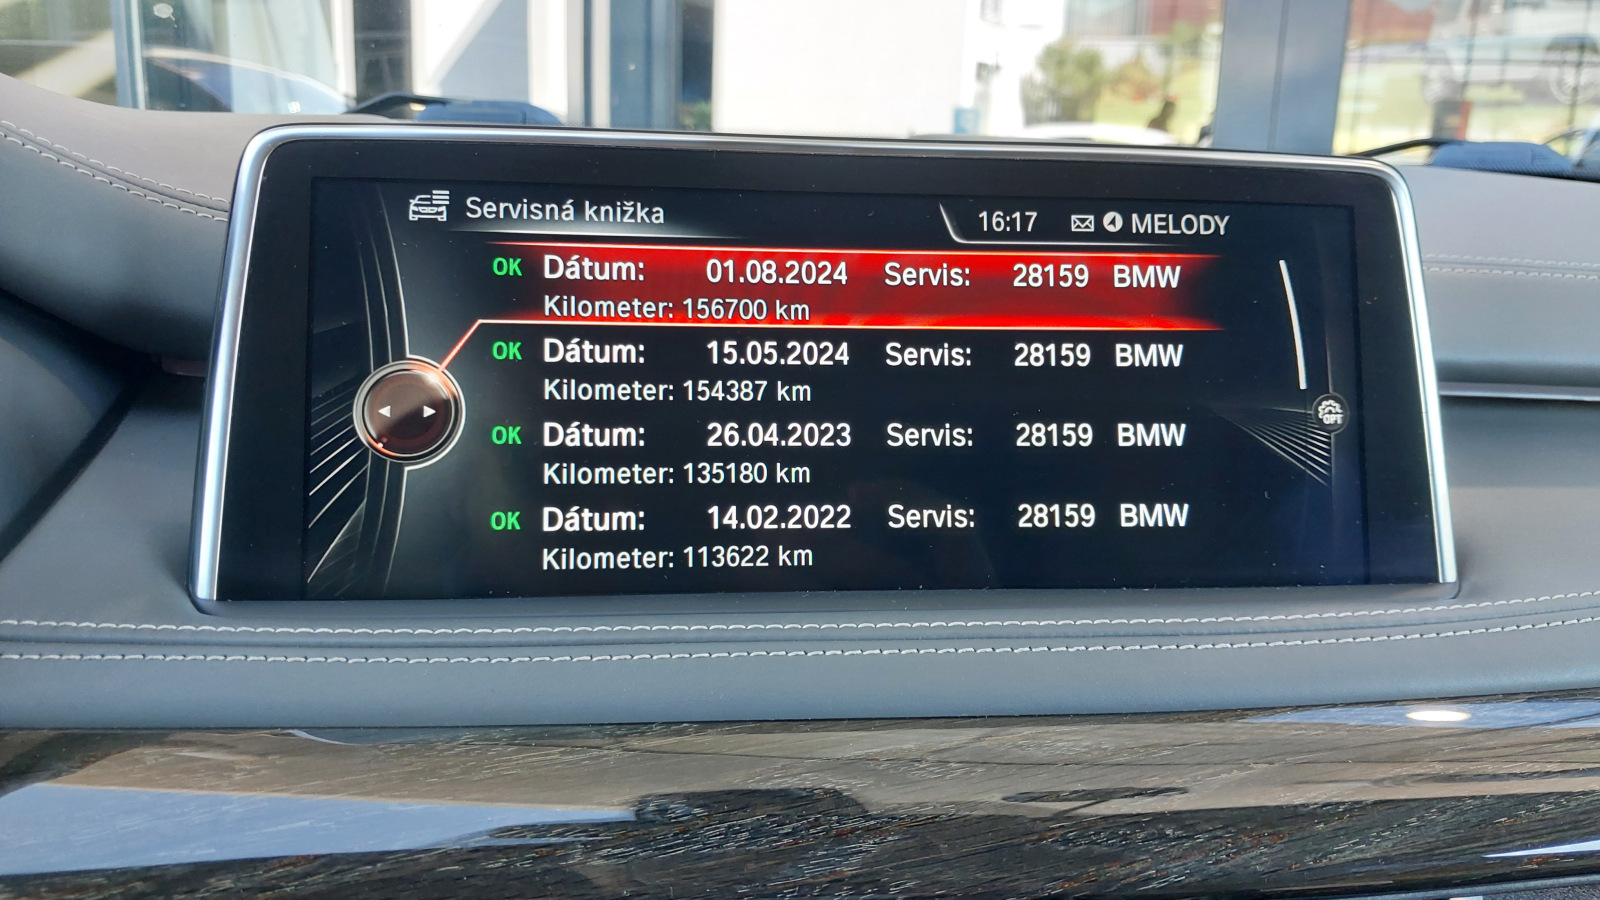 Servisná knižka
16:17 MELODY
OK Dátum: 01.08.2024 Servis: 28159 BMW
Kilometer: 156700 km
OK Dátum: 15.05.2024 Servis: 28159 BMW
Kilometer: 154387 km
OK Dátum: 26.04.2023 Servis: 28159 BMW
Kilometer: 135180 km
OPT
OK Dátum: 14.02.2022 Servis: 28159 BMW
Kilometer: 113622 km